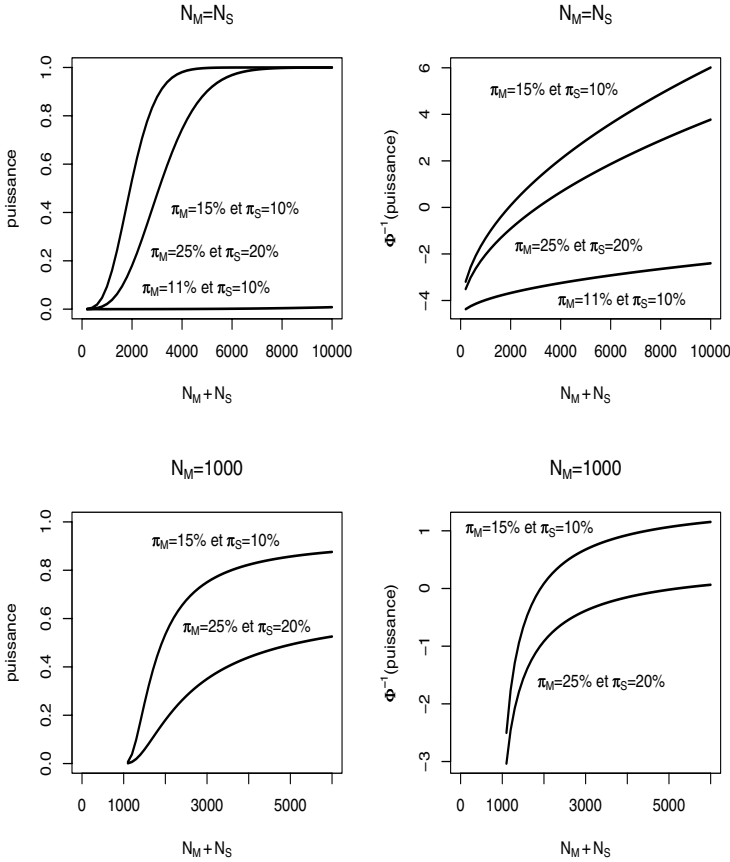 N_M=N_S
puissance
1.0
0.8
0.6
0.4
0.2
0.0
π_M=15% et π_S=10%
π_M=25% et π_S=20%
π_M=11% et π_S=10%
0 2000 4000 6000 8000 10000
N_M + N_S
N_M=N_S
Φ⁻¹(puissance)
6
4
2
0
−2
−4
π_M=15% et π_S=10%
π_M=25% et π_S=20%
π_M=11% et π_S=10%
0 2000 4000 6000 8000 10000
N_M + N_S
N_M=1000
puissance
1.0
0.8
0.6
0.4
0.2
0.0
π_M=15% et π_S=10%
π_M=25% et π_S=20%
0 1000 3000 5000
N_M + N_S
N_M=1000
Φ⁻¹(puissance)
1
0
−1
−2
−3
π_M=15% et π_S=10%
π_M=25% et π_S=20%
0 1000 3000 5000
N_M + N_S